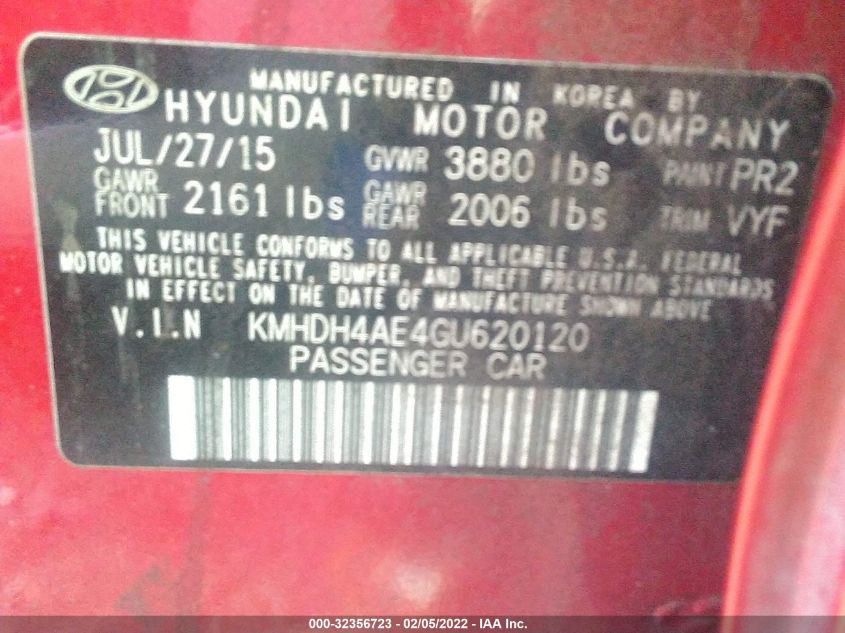 MANUFACTURED IN KOREA BY
HYUNDAI MOTOR COMPANY
JUL/27/15 GVWR 3880 lbs PAINT PR2
GAWR FRONT 2161 lbs GAWR REAR 2006 lbs TRIM VYF
THIS VEHICLE CONFORMS TO ALL APPLICABLE U.S.A. FEDERAL
MOTOR VEHICLE SAFETY, BUMPER, AND THEFT PREVENTION STANDARDS
IN EFFECT ON THE DATE OF MANUFACTURE SHOWN ABOVE.
V.I.N KMHDH4AE4GU620120
PASSENGER CAR
000-32356723 - 02/05/2022 - IAA Inc.